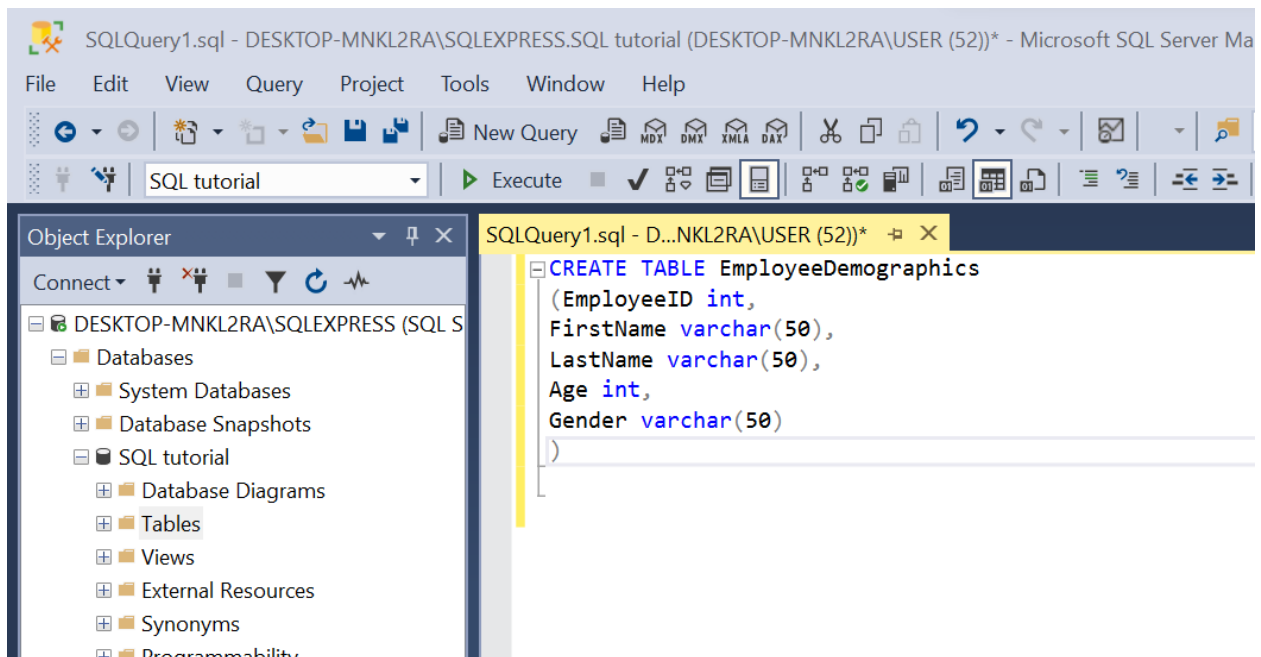 SQLQuery1.sql - DESKTOP-MNKL2RA\SQLEXPRESS.SQL tutorial (DESKTOP-MNKL2RA\USER (52))* - Microsoft SQL Server Ma
File Edit View Query Project Tools Window Help
New Query MDX DMX XMLA DAX
SQL tutorial Execute
Object Explorer
Connect
DESKTOP-MNKL2RA\SQLEXPRESS (SQL S
Databases
System Databases
Database Snapshots
SQL tutorial
Database Diagrams
Tables
Views
External Resources
Synonyms
Programmability
SQLQuery1.sql - D...NKL2RA\USER (52))*
CREATE TABLE EmployeeDemographics
(EmployeeID int,
FirstName varchar(50),
LastName varchar(50),
Age int,
Gender varchar(50)
)